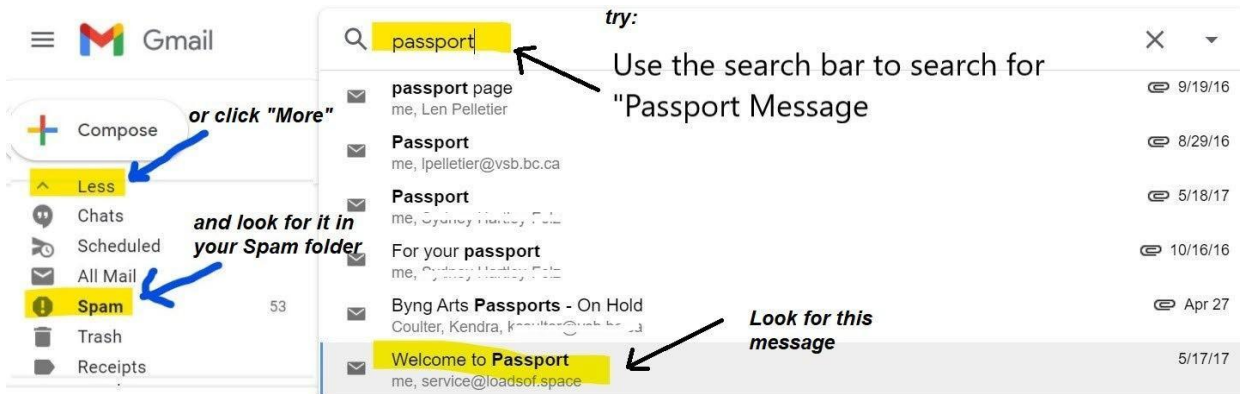 Gmail
Compose
or click "More"
Less
Chats
and look for it in
your Spam folder
Scheduled
All Mail
Spam 53
Trash
Receipts
try:
passport
Use the search bar to search for
"Passport Message
passport page 9/19/16
me, Len Pelletier
Passport 8/29/16
me, lpelletier@vsb.bc.ca
Passport 5/18/17
me,
For your passport 10/16/16
me,
Byng Arts Passports - On Hold Apr 27
Coulter, Kendra,
Look for this
message
Welcome to Passport 5/17/17
me, service@loadsof.space